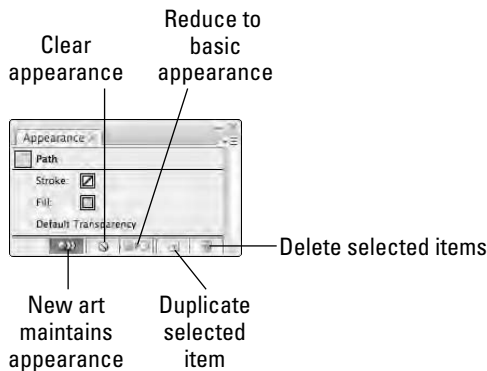 Reduce to
basic
appearance
Clear
appearance
Appearance
Path
Stroke:
Fill:
Default Transparency
Delete selected items
New art
maintains
appearance
Duplicate
selected
item